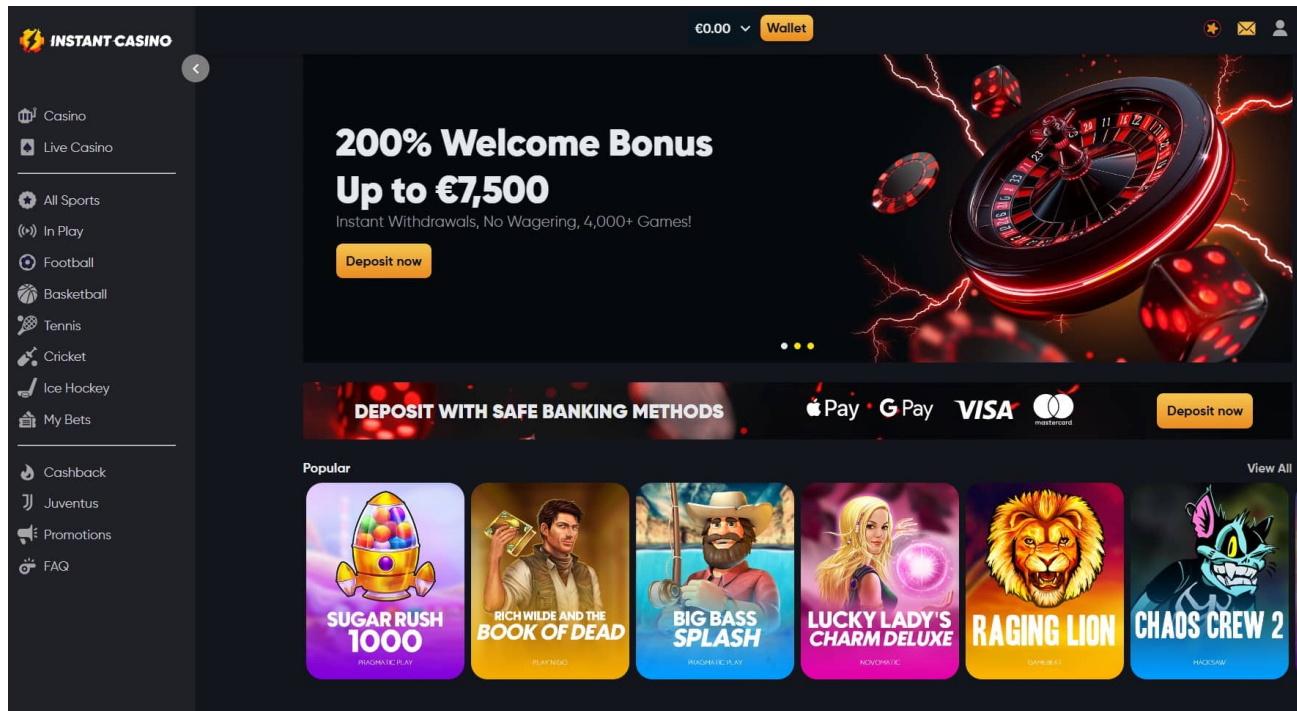 INSTANT CASINO
€0.00
Wallet
Casino
Live Casino
All Sports
In Play
Football
Basketball
Tennis
Cricket
Ice Hockey
My Bets
Cashback
Juventus
Promotions
FAQ
200% Welcome Bonus
Up to €7,500
Instant Withdrawals, No Wagering, 4,000+ Games!
Deposit now
DEPOSIT WITH SAFE BANKING METHODS
Pay
G Pay
VISA
mastercard
Deposit now
Popular
View All
SUGAR RUSH
1000
PRAGMATIC PLAY
RICH WILDE AND THE
BOOK OF DEAD
PLAY'N GO
BIG BASS
SPLASH
PRAGMATIC PLAY
LUCKY LADY'S
CHARM DELUXE
NOVOMATIC
RAGING LION
GAMEBEAT
CHAOS CREW 2
HACKSAW